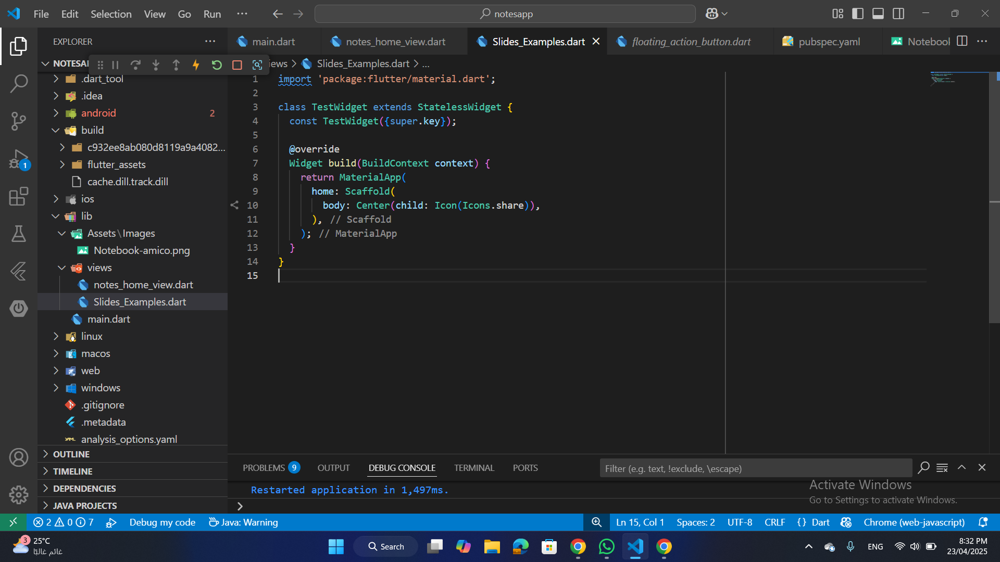 File Edit Selection View Go Run ··· notesapp
EXPLORER ···
main.dart notes_home_view.dart Slides_Examples.dart floating_action_button.dart pubspec.yaml
views > Slides_Examples.dart > ...
.dart_tool
.idea
android 2
build
c932ee8ab080d8119a9a4082...
flutter_assets
cache.dill.track.dill
ios
lib
Assets\Images
Notebook-amico.png
views
notes_home_view.dart
Slides_Examples.dart
main.dart
linux
macos
web
windows
.gitignore
.metadata
analysis_options.yaml
OUTLINE
TIMELINE
DEPENDENCIES
JAVA PROJECTS
1
1 import 'package:flutter/material.dart';
2
3 class TestWidget extends StatelessWidget {
4 const TestWidget({super.key});
5
6 @override
7 Widget build(BuildContext context) {
8 return MaterialApp(
9 home: Scaffold(
10 body: Center(child: Icon(Icons.share)),
11 ), // Scaffold
12 ); // MaterialApp
13 }
14 }
15
PROBLEMS 9 OUTPUT DEBUG CONSOLE TERMINAL PORTS Filter (e.g. text, !exclude, \escape)
Restarted application in 1,497ms.
>
Activate Windows
Go to Settings to activate Windows.
2 0 7 Debug my code Java: Warning Ln 15, Col 1 Spaces: 2 UTF-8 CRLF {} Dart Chrome (web-javascript)
3 25°C
غائم غالبًا
Search
ENG
8:32 PM
23/04/2025